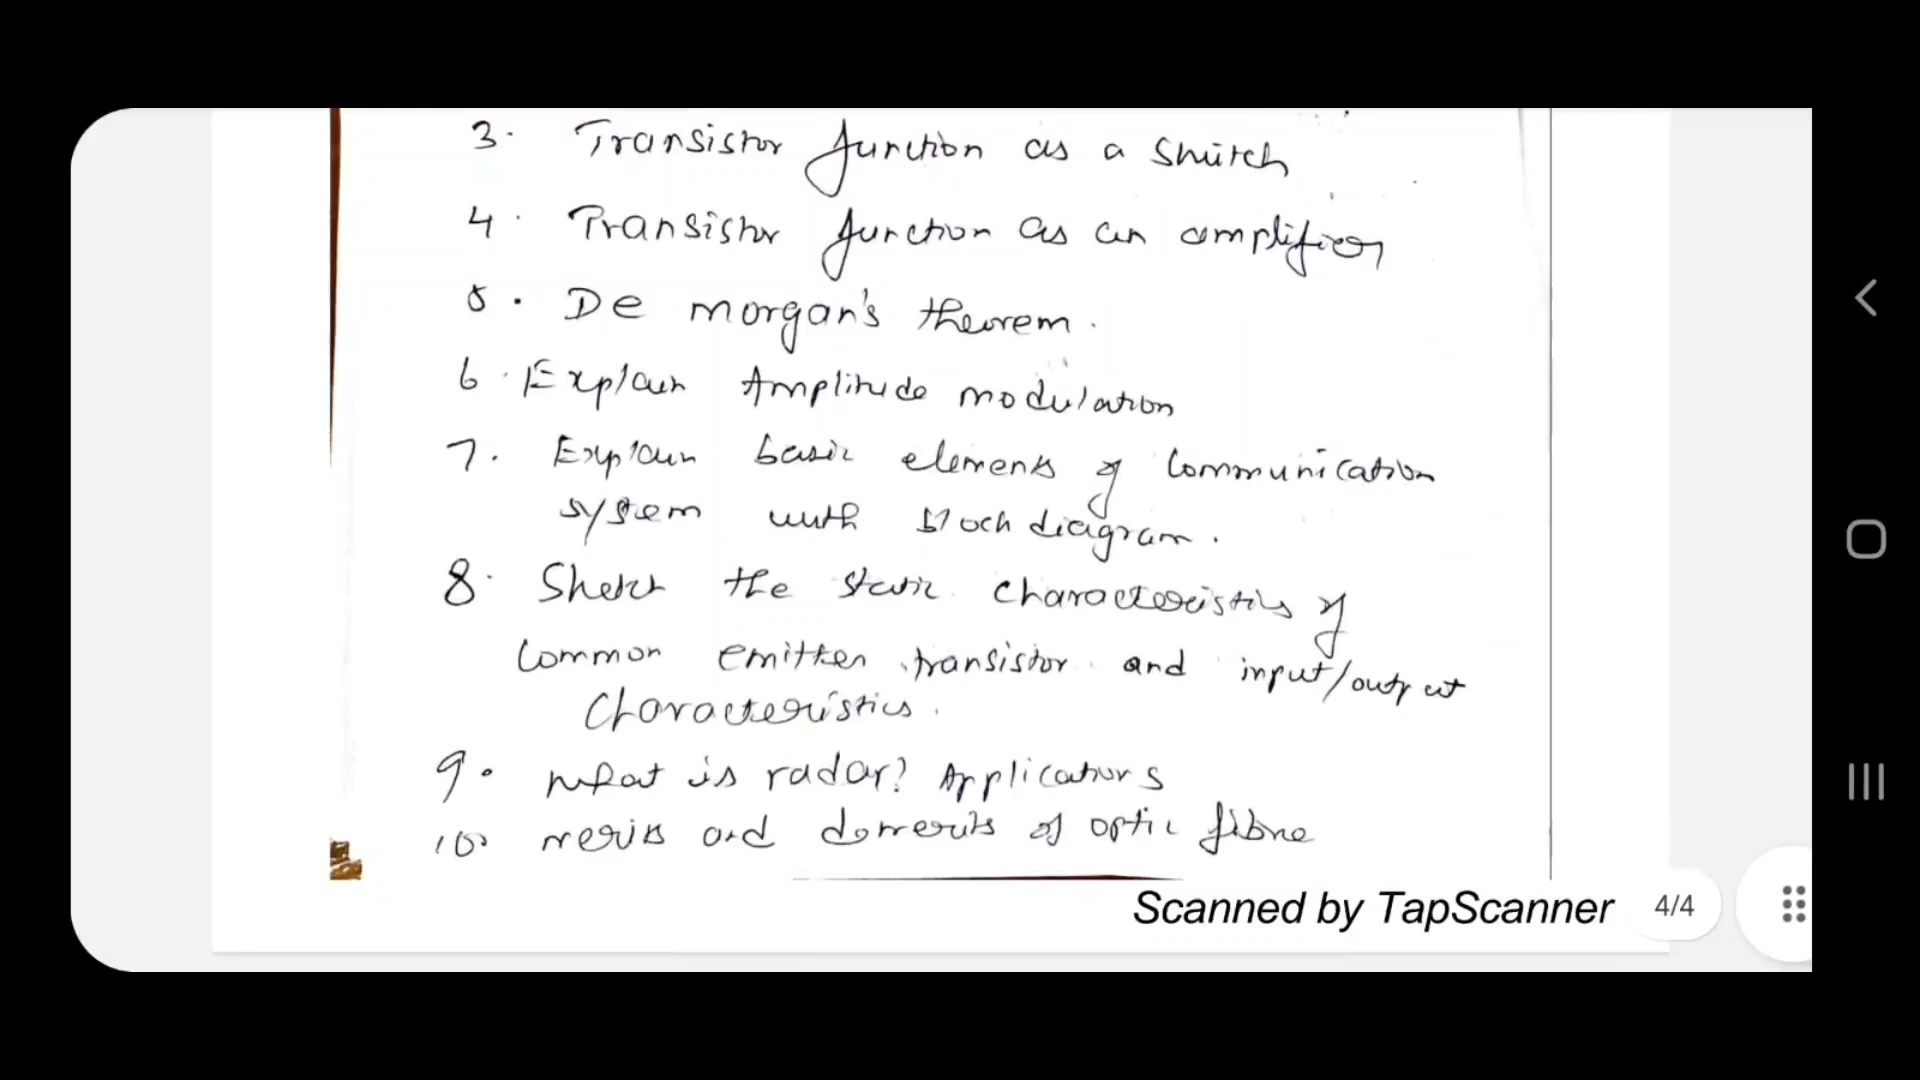 3. Transistor function as a Switch
4. Transistor function as an amplifier
5. De morgan's theorem.
6. Explain Amplitude modulation
7. Explain basic elements of Communication
system with block diagram.
8. Sketch the static characteristics of
Common emitter transistor and input/output
Characteristics.
9. What is radar? Applications
10. merits and demerits of optic fibre
Scanned by TapScanner
4/4